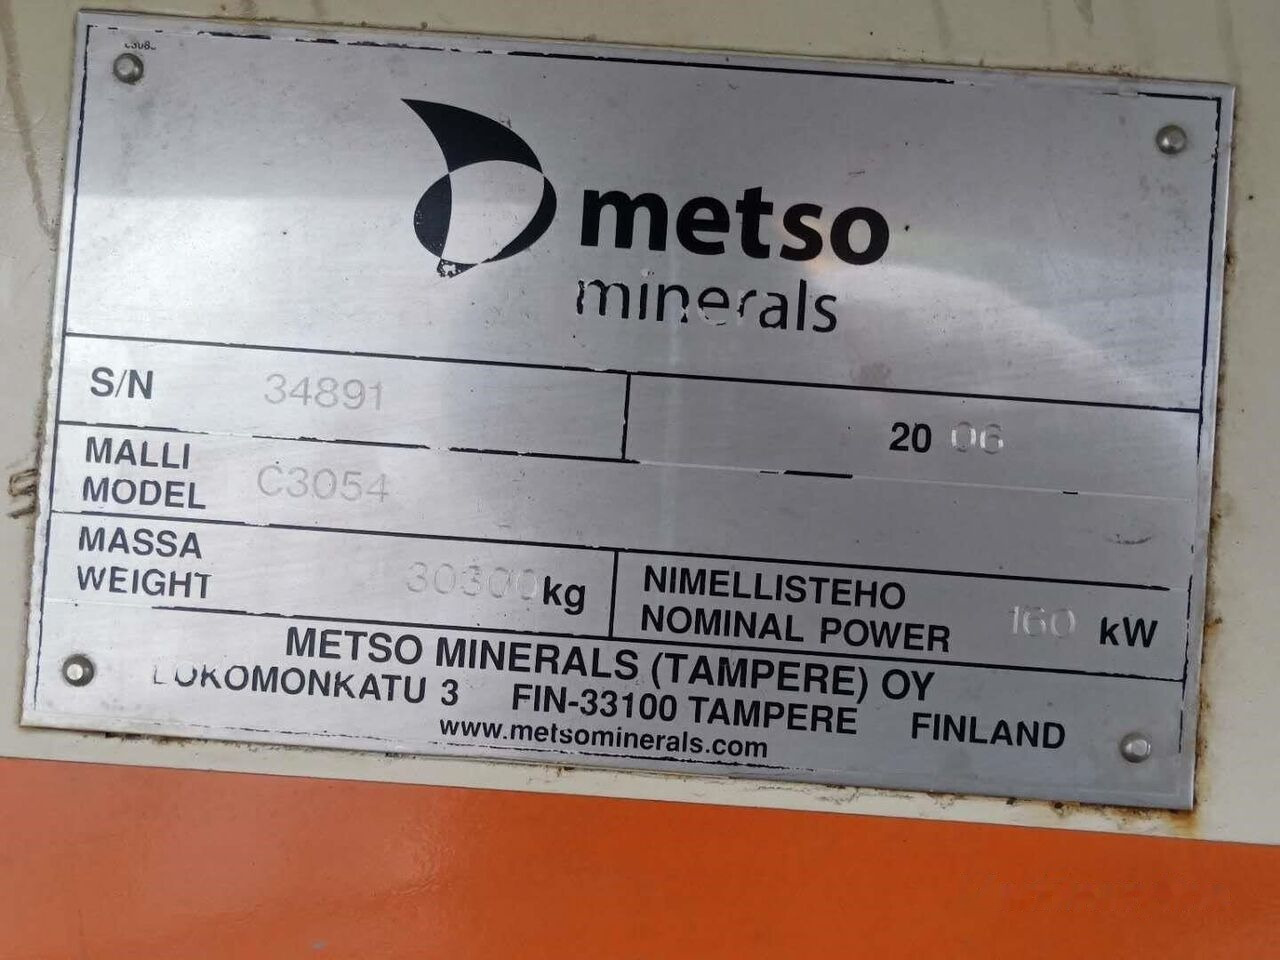 metso
minerals
S/N 34891
20 06
MALLI
MODEL C3054
MASSA
WEIGHT 30300 kg
NIMELLISTEHO
NOMINAL POWER 160 kW
METSO MINERALS (TAMPERE) OY
LOKOMONKATU 3 FIN-33100 TAMPERE FINLAND
www.metsominerals.com